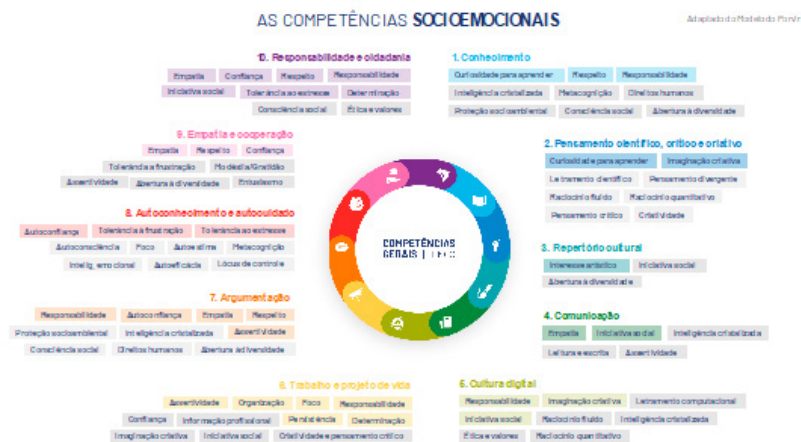 AS COMPETÊNCIAS SOCIOEMOCIONAIS
Adaptado do Modelo do Porvir
10. Responsabilidade e cidadania
Empatia Confiança Respeito Responsabilidade
Iniciativa social Tolerância ao estresse Determinação
Consciência social Ética e valores
1. Conhecimento
Curiosidade para aprender Respeito Responsabilidade
Inteligência cristalizada Metacognição Direitos humanos
Proteção socioambiental Consciência social Abertura à diversidade
9. Empatia e cooperação
Empatia Respeito Confiança
Tolerância a frustração Modéstia/Gratidão
Assertividade Abertura à diversidade Entusiasmo
2. Pensamento científico, crítico e criativo
Curiosidade para aprender Imaginação criativa
Letramento científico Pensamento divergente
Raciocínio fluido Raciocínio quantitativo
Pensamento crítico Criatividade
8. Autoconhecimento e autocuidado
Autoconfiança Tolerância à frustração Tolerância ao estresse
Autoconsciência Foco Autoestima Metacognição
Intelig. emocional Autoeficácia Lócus de controle
COMPETÊNCIAS
GERAIS |
3. Repertório cultural
Interesse artístico Iniciativa social
Abertura à diversidade
7. Argumentação
Responsabilidade Autoconfiança Empatia Respeito
Proteção socioambiental Inteligência cristalizada Assertividade
Consciência social Direitos humanos Abertura à diversidade
4. Comunicação
Empatia Iniciativa social Inteligência cristalizada
Leitura e escrita Assertividade
6. Trabalho e projeto de vida
Assertividade Organização Foco Responsabilidade
Confiança Informação profissional Persistência Determinação
Imaginação criativa Iniciativa social Criatividade e pensamento crítico
5. Cultura digital
Responsabilidade Imaginação criativa Letramento computacional
Iniciativa social Raciocínio fluido Inteligência cristalizada
Ética e valores Raciocínio quantitativo